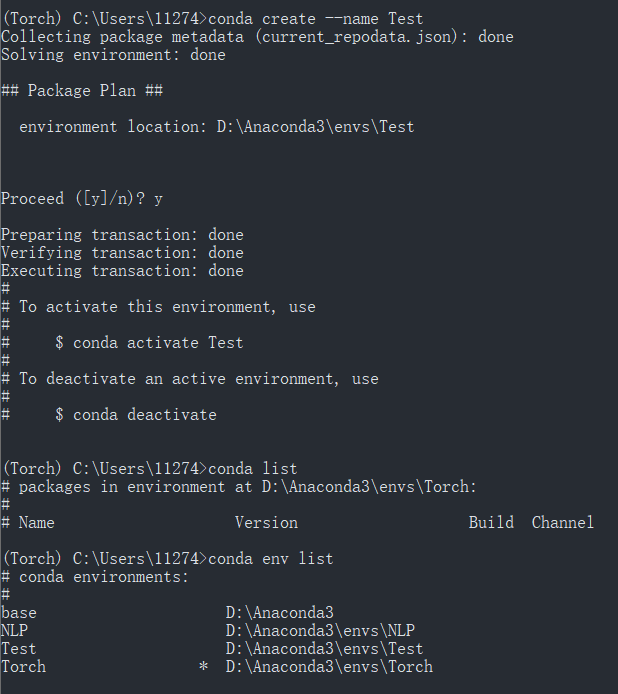 (Torch) C:\Users\11274>conda create --name Test
Collecting package metadata (current_repodata.json): done
Solving environment: done
## Package Plan ##
environment location: D:\Anaconda3\envs\Test
Proceed ([y]/n)? y
Preparing transaction: done
Verifying transaction: done
Executing transaction: done
#
# To activate this environment, use
#
#     $ conda activate Test
#
# To deactivate an active environment, use
#
#     $ conda deactivate
(Torch) C:\Users\11274>conda list
# packages in environment at D:\Anaconda3\envs\Torch:
#
# Name                    Version                   Build  Channel
(Torch) C:\Users\11274>conda env list
# conda environments:
#
base                     D:\Anaconda3
NLP                      D:\Anaconda3\envs\NLP
Test                     D:\Anaconda3\envs\Test
Torch                 *  D:\Anaconda3\envs\Torch